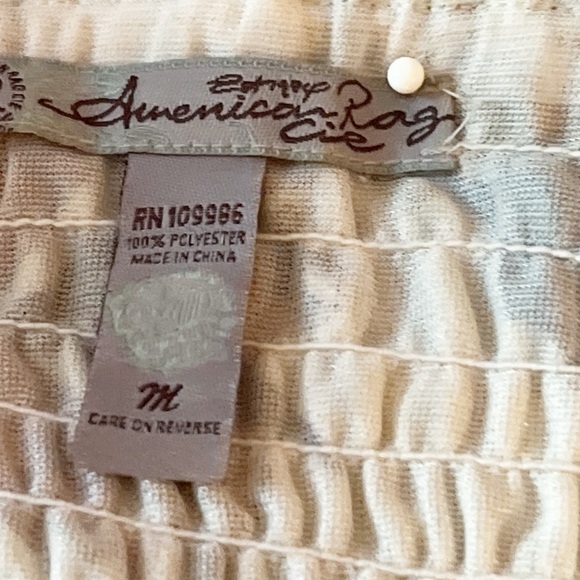 American Rag
Cie
RN 109986
100% POLYESTER
MADE IN CHINA
M
CARE ON REVERSE